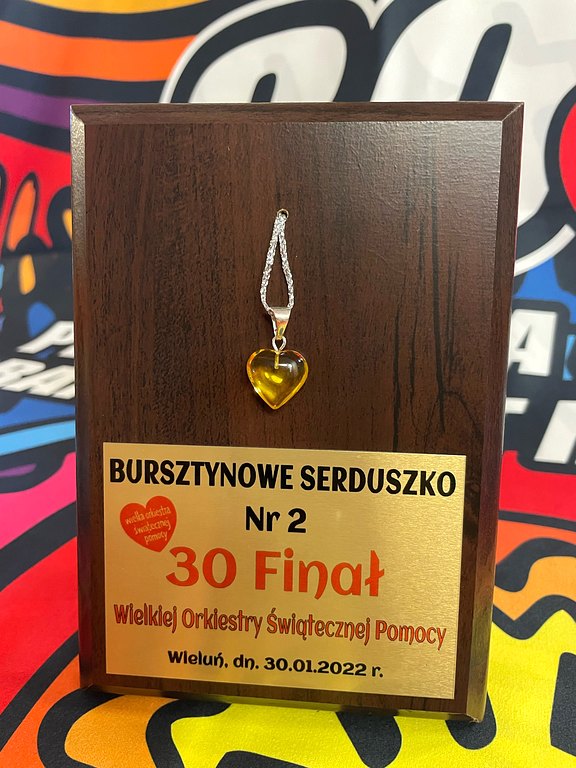 BURSZTYNOWE SERDUSZKO
Nr 2
wielka orkiestra
świątecznej
pomocy
30 Finał
Wielkiej Orkiestry Świątecznej Pomocy
Wieluń, dn. 30.01.2022 r.